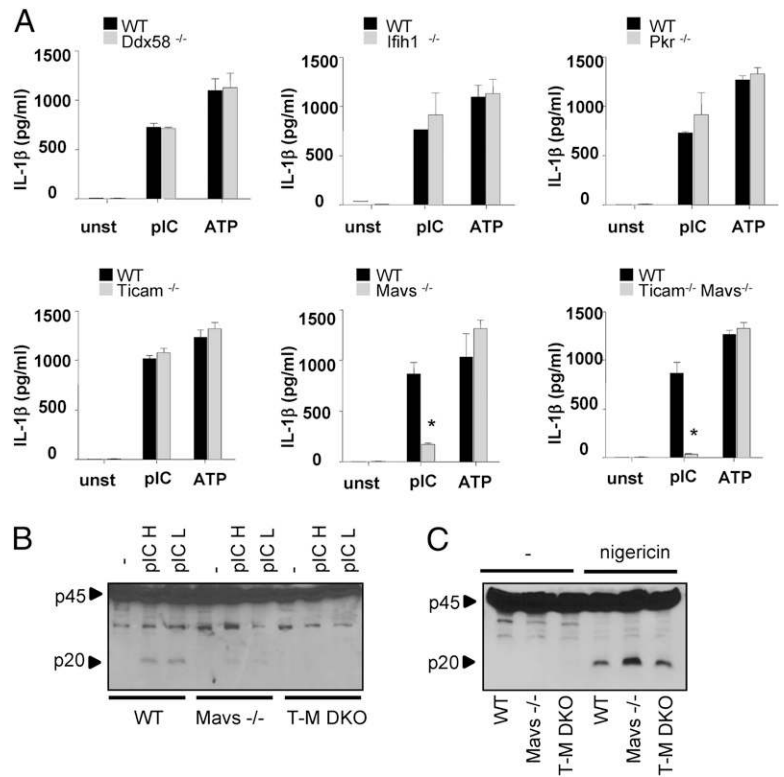 A
WT
Ddx58 -/-
IL-1β (pg/ml)
1500
1000
500
0
unst pIC ATP
WT
Ifih1 -/-
IL-1β (pg/ml)
1500
1000
500
0
unst pIC ATP
WT
Pkr -/-
IL-1β (pg/ml)
1500
1000
500
0
unst pIC ATP
WT
Ticam -/-
IL-1β (pg/ml)
1500
1000
500
0
unst pIC ATP
WT
Mavs -/-
IL-1β (pg/ml)
1500
1000
500
0
*
unst pIC ATP
WT
Ticam-/- Mavs-/-
IL-1β (pg/ml)
1500
1000
500
0
*
unst pIC ATP
B
- pIC H pIC L - pIC H pIC L - pIC H pIC L
p45
p20
WT Mavs -/- T-M DKO
C
- nigericin
p45
p20
WT Mavs -/- T-M DKO WT Mavs -/- T-M DKO